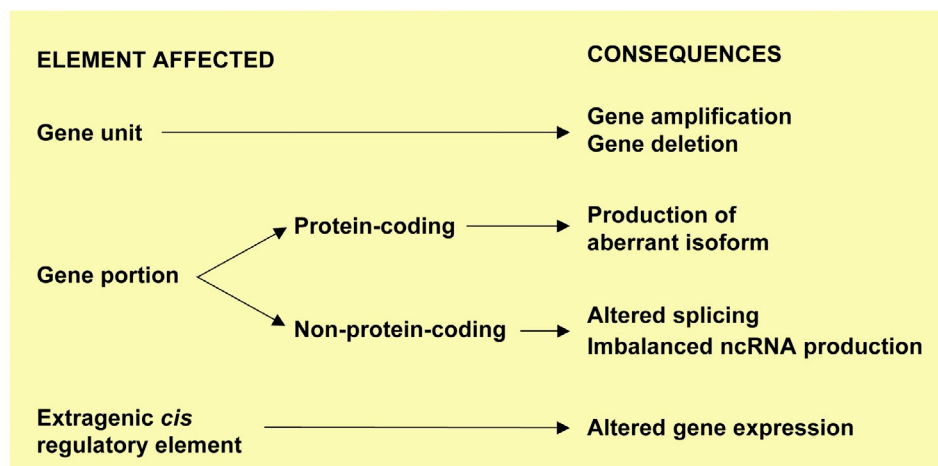 ELEMENT AFFECTED
CONSEQUENCES
Gene unit
Gene amplification
Gene deletion
Gene portion
Protein-coding
Production of
aberrant isoform
Non-protein-coding
Altered splicing
Imbalanced ncRNA production
Extragenic cis
regulatory element
Altered gene expression